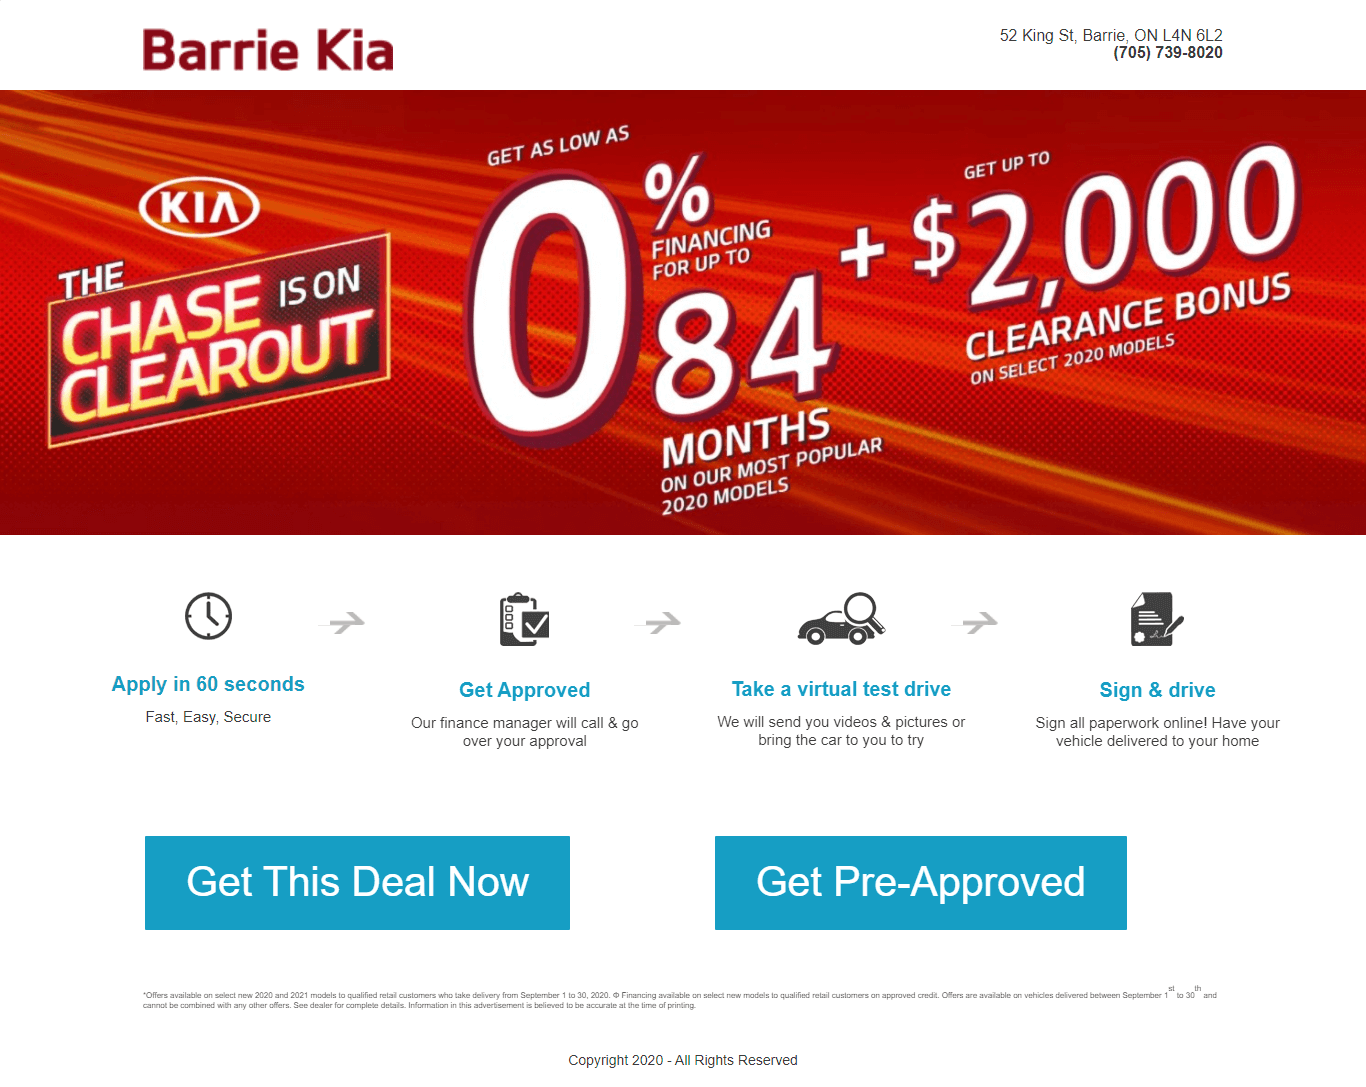 Barrie Kia
52 King St, Barrie, ON L4N 6L2
(705) 739-8020
KIA
THE
CHASE IS ON
CLEAROUT
GET AS LOW AS
0%
FINANCING
FOR UP TO
84
MONTHS
ON OUR MOST POPULAR
2020 MODELS
+
GET UP TO
$2,000
CLEARANCE BONUS
ON SELECT 2020 MODELS
Apply in 60 seconds
Fast, Easy, Secure
Get Approved
Our finance manager will call & go
over your approval
Take a virtual test drive
We will send you videos & pictures or
bring the car to you to try
Sign & drive
Sign all paperwork online! Have your
vehicle delivered to your home
Get This Deal Now
Get Pre-Approved
*Offers available on select new 2020 and 2021 models to qualified retail customers who take delivery from September 1 to 30, 2020. Φ Financing available on select new models to qualified retail customers on approved credit. Offers are available on vehicles delivered between September 1st to 30th and
cannot be combined with any other offers. See dealer for complete details. Information in this advertisement is believed to be accurate at the time of printing.
Copyright 2020 - All Rights Reserved